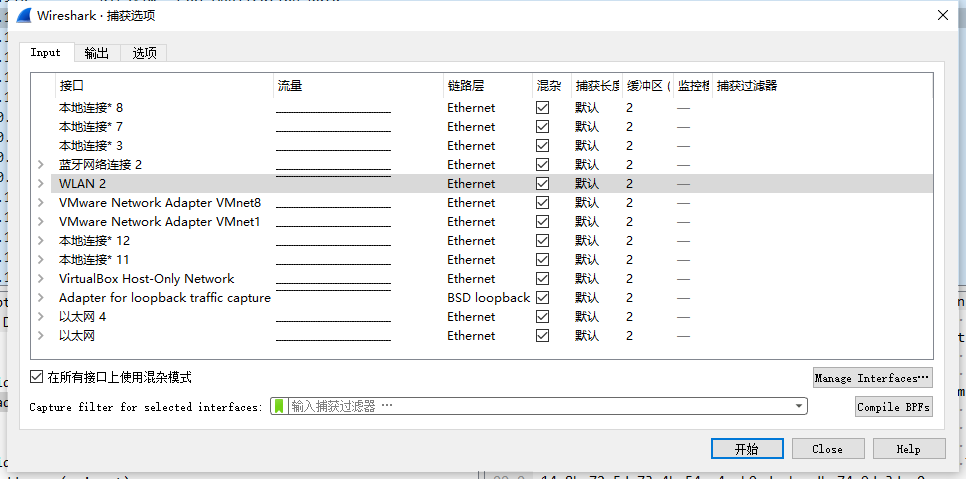 Wireshark · 捕获选项
Input 输出 选项
接口 流量 链路层 混杂 捕获长度 缓冲区 ( 监控模 捕获过滤器
本地连接* 8 Ethernet 默认 2 —
本地连接* 7 Ethernet 默认 2 —
本地连接* 3 Ethernet 默认 2 —
蓝牙网络连接 2 Ethernet 默认 2 —
WLAN 2 Ethernet 默认 2 —
VMware Network Adapter VMnet8 Ethernet 默认 2 —
VMware Network Adapter VMnet1 Ethernet 默认 2 —
本地连接* 12 Ethernet 默认 2 —
本地连接* 11 Ethernet 默认 2 —
VirtualBox Host-Only Network Ethernet 默认 2 —
Adapter for loopback traffic capture BSD loopback 默认 2 —
以太网 4 Ethernet 默认 2 —
以太网 Ethernet 默认 2 —
在所有接口上使用混杂模式
Manage Interfaces…
Capture filter for selected interfaces: 输入捕获过滤器 …
Compile BPFs
开始 Close Help